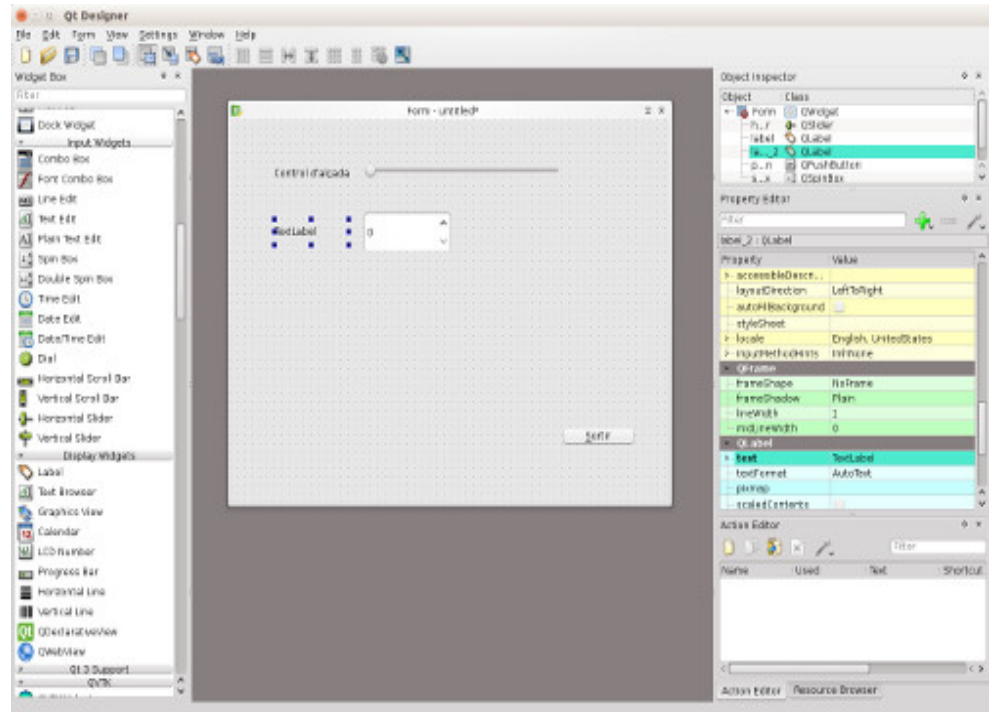 Qt Designer
File Edit Form View Settings Window Help
Widget Box
Filter
Dock Widget
Input Widgets
Combo Box
Font Combo Box
Line Edit
Text Edit
Plain Text Edit
Spin Box
Double Spin Box
Time Edit
Date Edit
Date/Time Edit
Dial
Horizontal Scroll Bar
Vertical Scroll Bar
Horizontal Slider
Vertical Slider
Display Widgets
Label
Text Browser
Graphics View
Calendar
LCD Number
Progress Bar
Horizontal Line
Vertical Line
QDeclarativeView
QWebView
Qt 3 Support
QVTK
Form - untitled*
Control d'alçada
TextLabel
0
Sortir
Object Inspector
Object Class
Form QWidget
h...r QSlider
label QLabel
la..._2 QLabel
p...n QPushButton
s...x QSpinBox
Property Editor
Filter
label_2 : QLabel
Property Value
accessibleDescr...
layoutDirection LeftToRight
autoFillBackground
styleSheet
locale English, UnitedStates
inputMethodHints ImhNone
QFrame
frameShape NoFrame
frameShadow Plain
lineWidth 1
midLineWidth 0
QLabel
text TextLabel
textFormat AutoText
pixmap
scaledContents
Action Editor
Filter
Name Used Text Shortcut
Action Editor Resource Browser